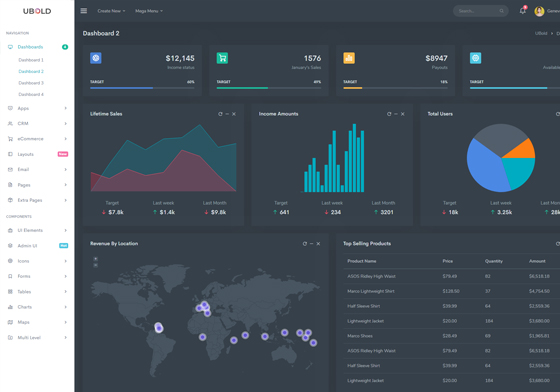 UBOLD
Create New
Mega Menu
Search...
Geneva
NAVIGATION
Dashboards
4
Dashboard 1
Dashboard 2
Dashboard 3
Dashboard 4
Apps
CRM
eCommerce
Layouts
Email
Pages
Extra Pages
COMPONENTS
UI Elements
Admin UI
Icons
Forms
Tables
Charts
Maps
Multi Level
Dashboard 2
UBold
$12,145
Income status
TARGET
60%
1576
January's Sales
TARGET
49%
$8947
Payouts
TARGET
18%
Available
TARGET
Lifetime Sales
Target
Last week
Last Month
$7.8k
$1.4k
$9.8k
Income Amounts
Target
Last week
Last Month
641
234
3201
Total Users
Target
Last week
Last Mon
18k
3.25k
28k
Revenue By Location
+
−
Top Selling Products
Product Name
Price
Quantity
Amount
ASOS Ridley High Waist
$79.49
82
$6,518.18
Marco Lightweight Shirt
$128.50
37
$4,754.50
Half Sleeve Shirt
$39.99
64
$2,559.36
Lightweight Jacket
$20.00
184
$3,680.00
Marco Shoes
$28.49
69
$1,965.81
ASOS Ridley High Waist
$79.49
82
$6,518.18
Half Sleeve Shirt
$39.99
64
$2,559.36
Lightweight Jacket
$20.00
184
$3,680.00